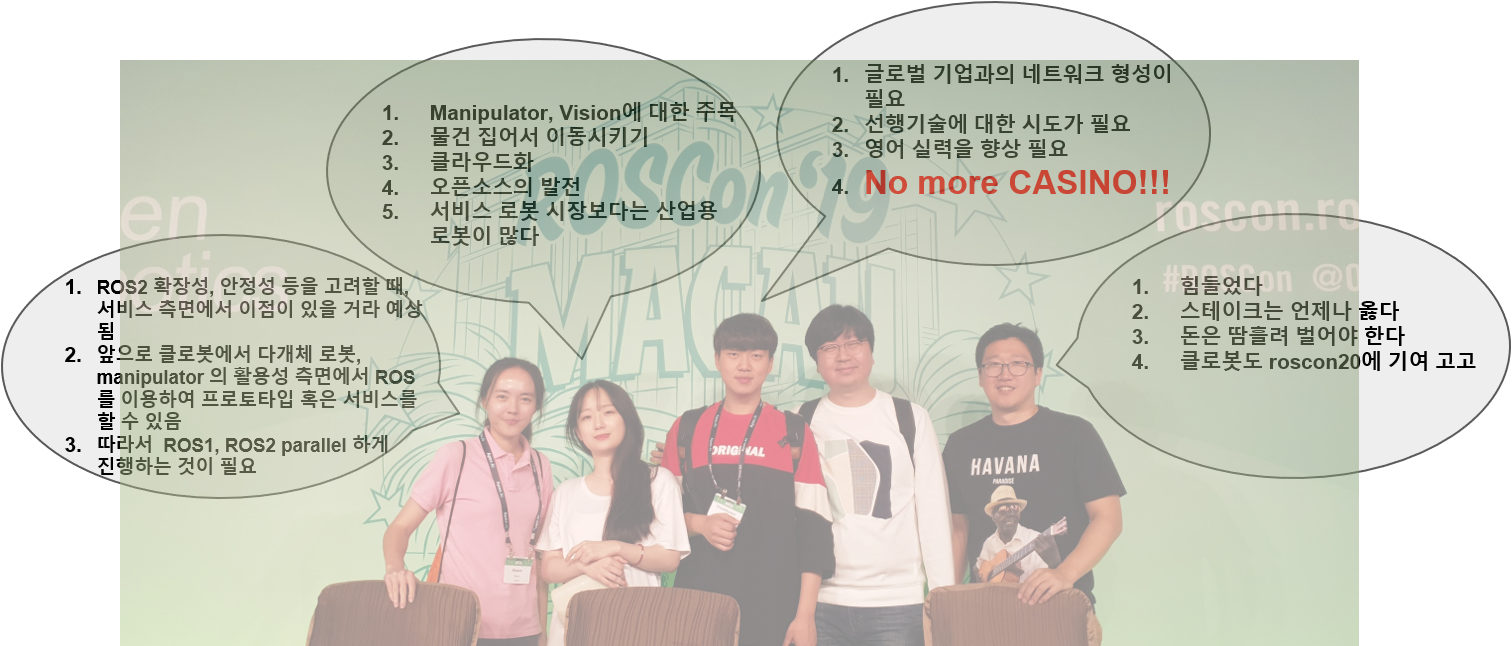 1. Manipulator, Vision에 대한 주목
2. 물건 집어서 이동시키기
3. 클라우드화
4. 오픈소스의 발전
5. 서비스 로봇 시장보다는 산업용
로봇이 많다
1. 글로벌 기업과의 네트워크 형성이
필요
2. 선행기술에 대한 시도가 필요
3. 영어 실력을 향상 필요
4. No more CASINO!!!
1. ROS2 확장성, 안정성 등을 고려할 때,
서비스 측면에서 이점이 있을 거라 예상
됨
2. 앞으로 클로봇에서 다개체 로봇,
manipulator 의 활용성 측면에서 ROS
를 이용하여 프로토타입 혹은 서비스를
할 수 있음
3. 따라서 ROS1, ROS2 parallel 하게
진행하는 것이 필요
1. 힘들었다
2. 스테이크는 언제나 옳다
3. 돈은 땀흘려 벌어야 한다
4. 클로봇도 roscon20에 기여 고고
ROSCon '19
MACAU
roscon.ro
#ROSCon @O
en
ORIGINAL
HAVANA
PARADISE